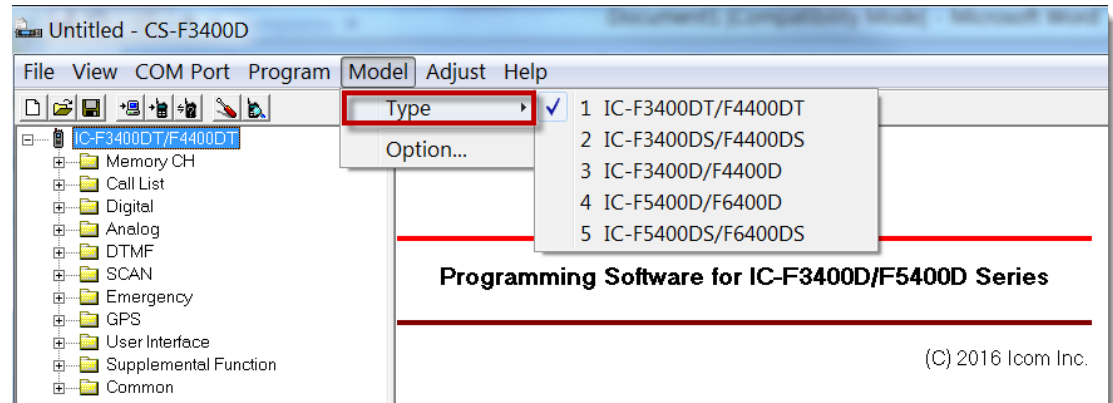 Document1 [Compatibility Mode] - Microsoft Word
Untitled - CS-F3400D
File View COM Port Program Model Adjust Help
Type
Option...
1 IC-F3400DT/F4400DT
2 IC-F3400DS/F4400DS
3 IC-F3400D/F4400D
4 IC-F5400D/F6400D
5 IC-F5400DS/F6400DS
IC-F3400DT/F4400DT
Memory CH
Call List
Digital
Analog
DTMF
SCAN
Emergency
GPS
User Interface
Supplemental Function
Common
Programming Software for IC-F3400D/F5400D Series
(C) 2016 Icom Inc.